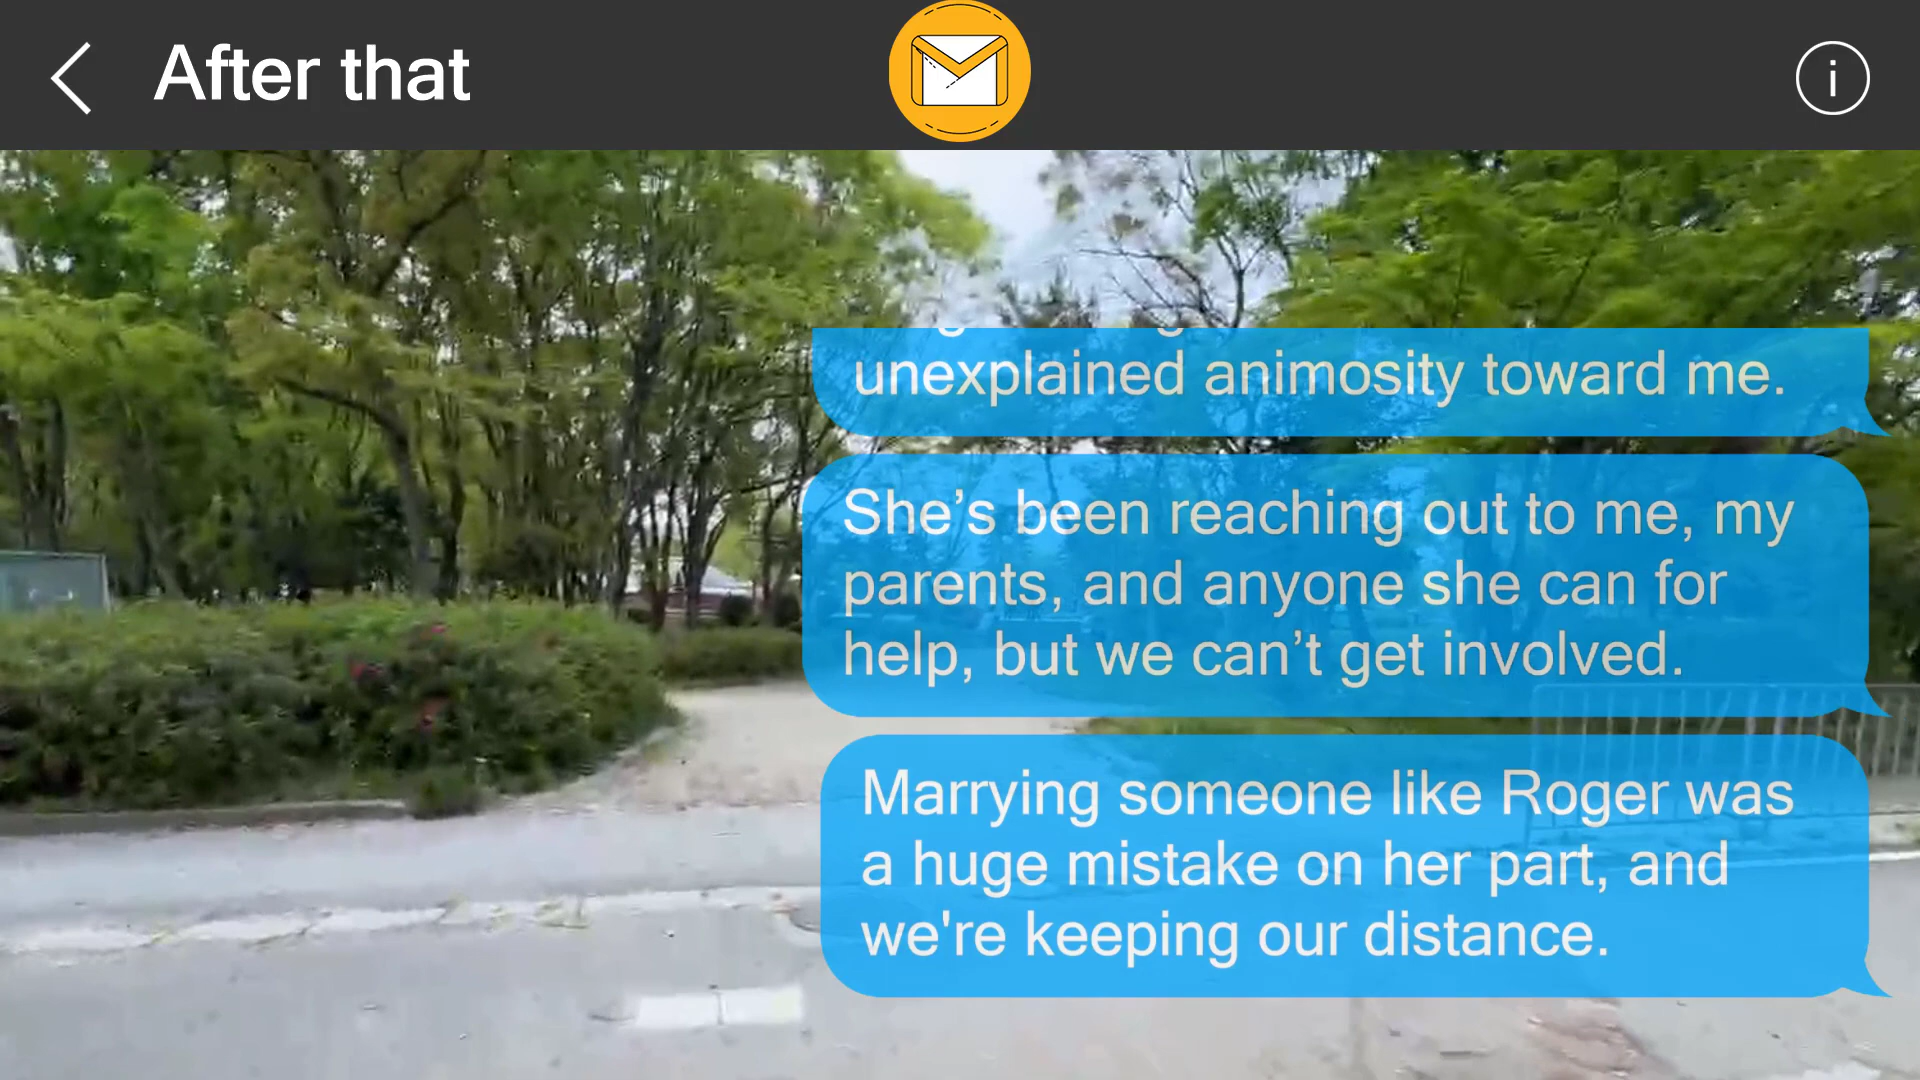 After that
unexplained animosity toward me.
She’s been reaching out to me, my
parents, and anyone she can for
help, but we can’t get involved.
Marrying someone like Roger was
a huge mistake on her part, and
we're keeping our distance.